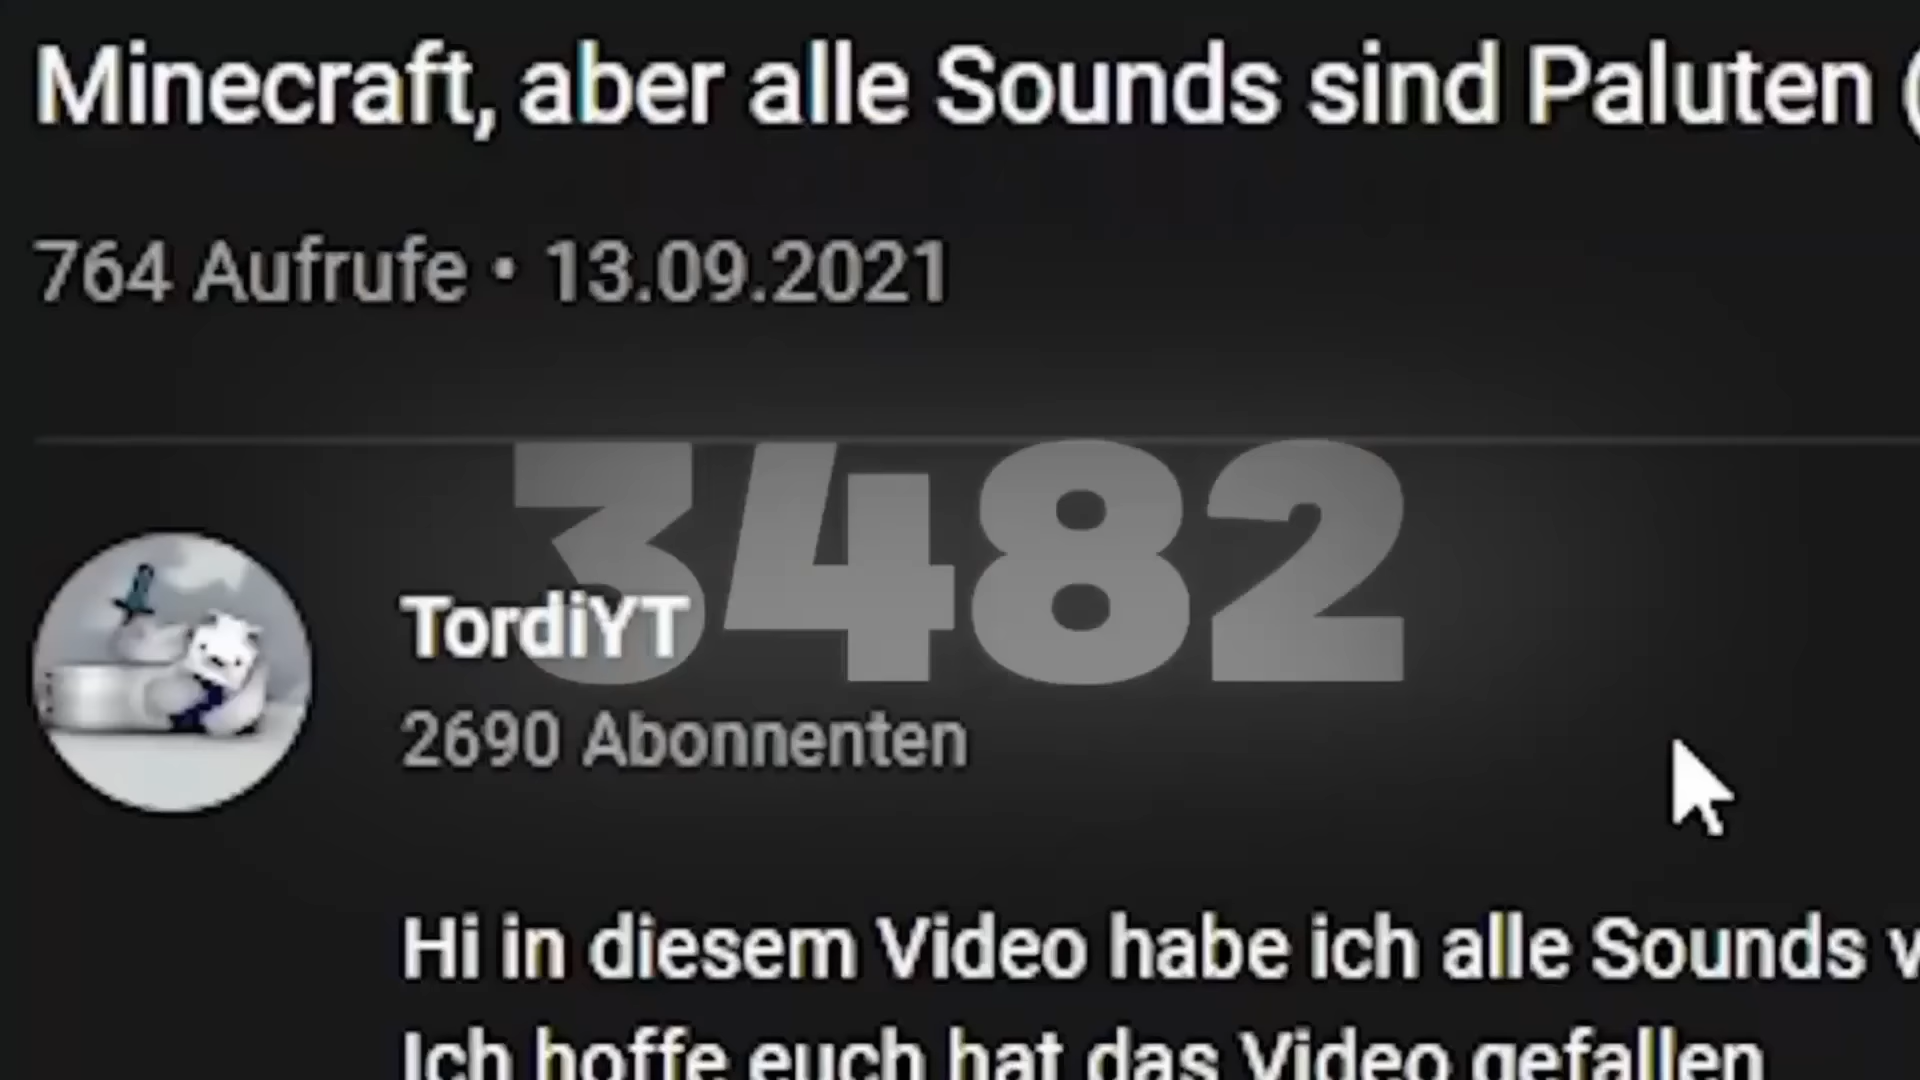 Minecraft, aber alle Sounds sind Paluten (
764 Aufrufe • 13.09.2021
3482
TordiYT
2690 Abonnenten
Hi in diesem Video habe ich alle Sounds v
Ich hoffe euch hat das Video gefallen